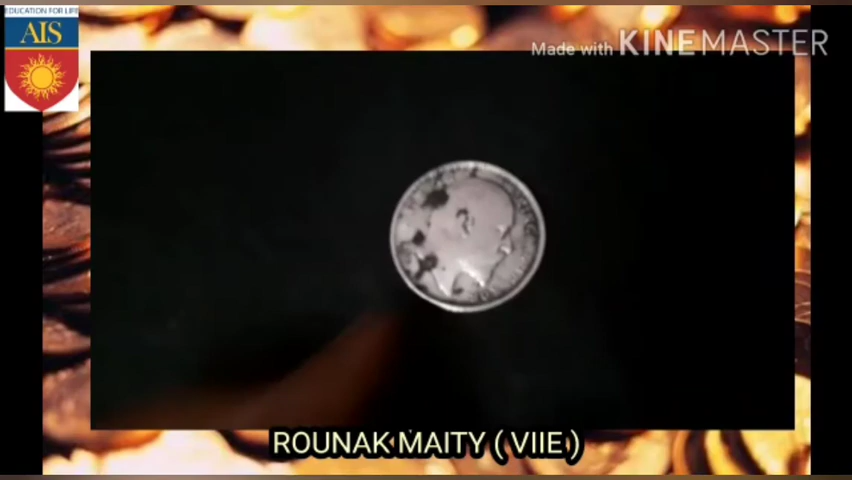 EDUCATION FOR LIFE
AIS
Made with KINEMASTER
ROUNAK MAITY ( VIIE )